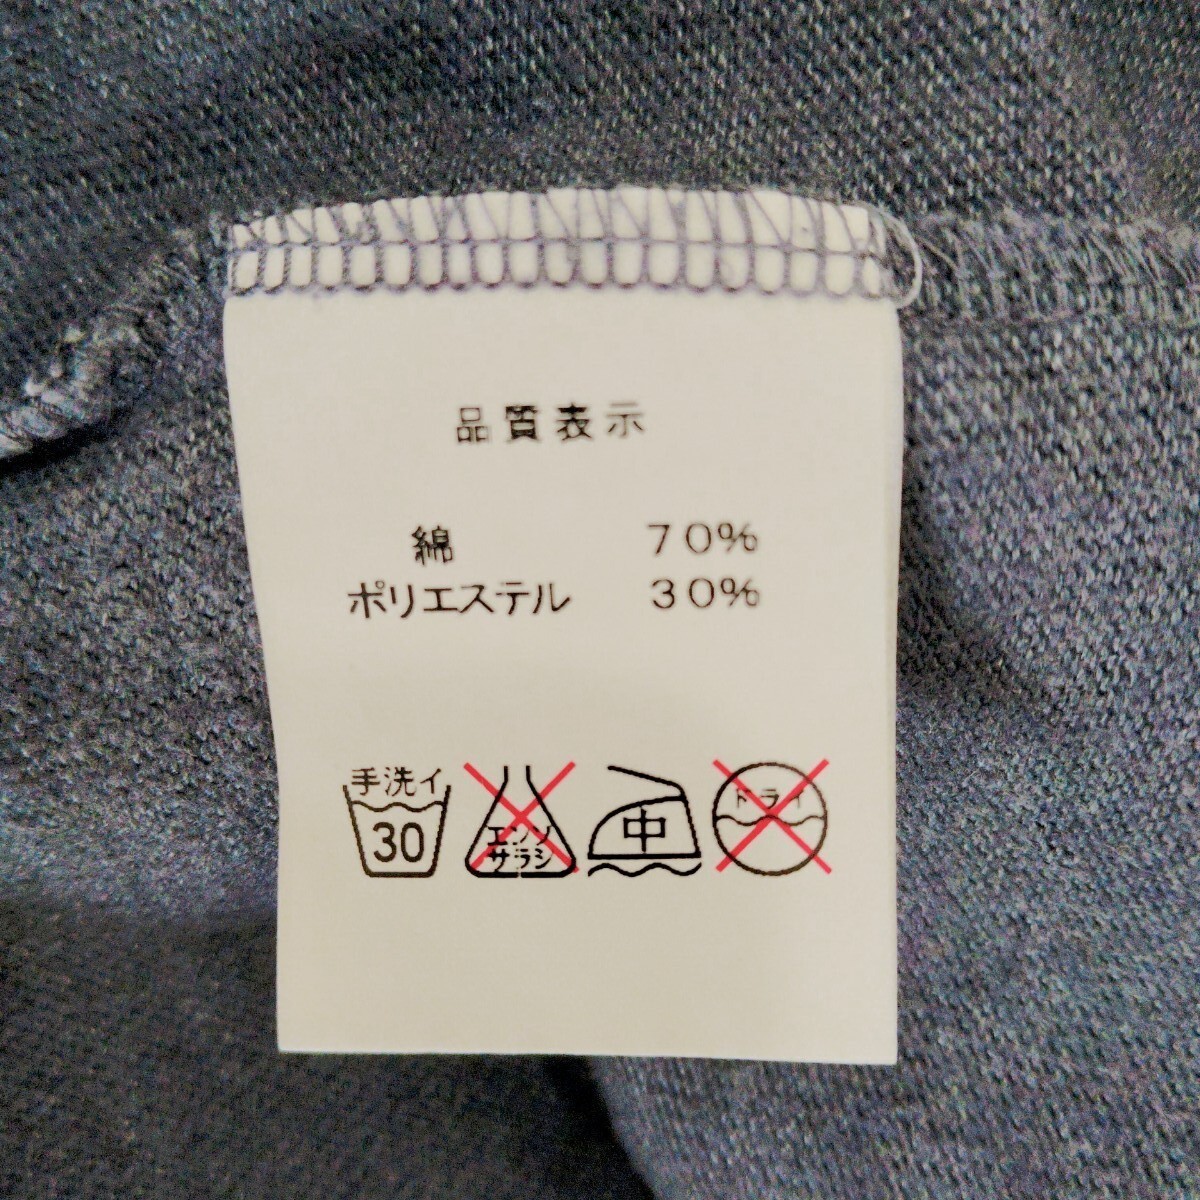 品質表示
綿 70%
ポリエステル 30%
手洗イ
30
エンソ
サラシ
中
ドライ